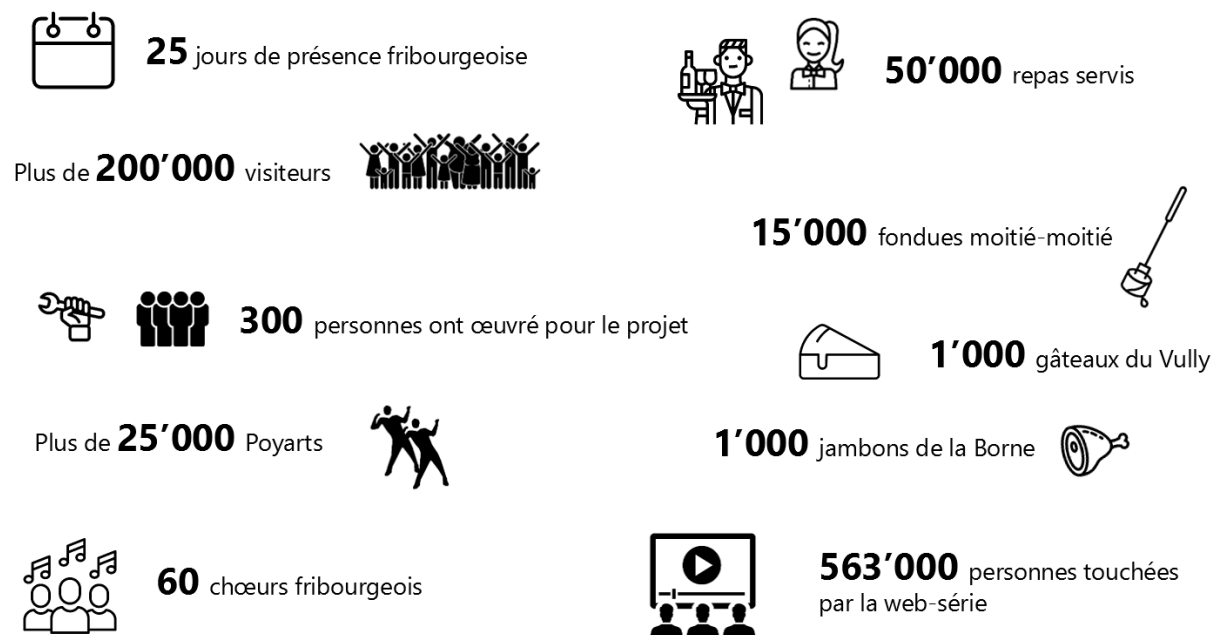 25 jours de présence fribourgeoise
Plus de 200’000 visiteurs
300 personnes ont œuvré pour le projet
Plus de 25’000 Poyarts
60 chœurs fribourgeois
50’000 repas servis
15’000 fondues moitié-moitié
1’000 gâteaux du Vully
1’000 jambons de la Borne
563’000 personnes touchées
par la web-série